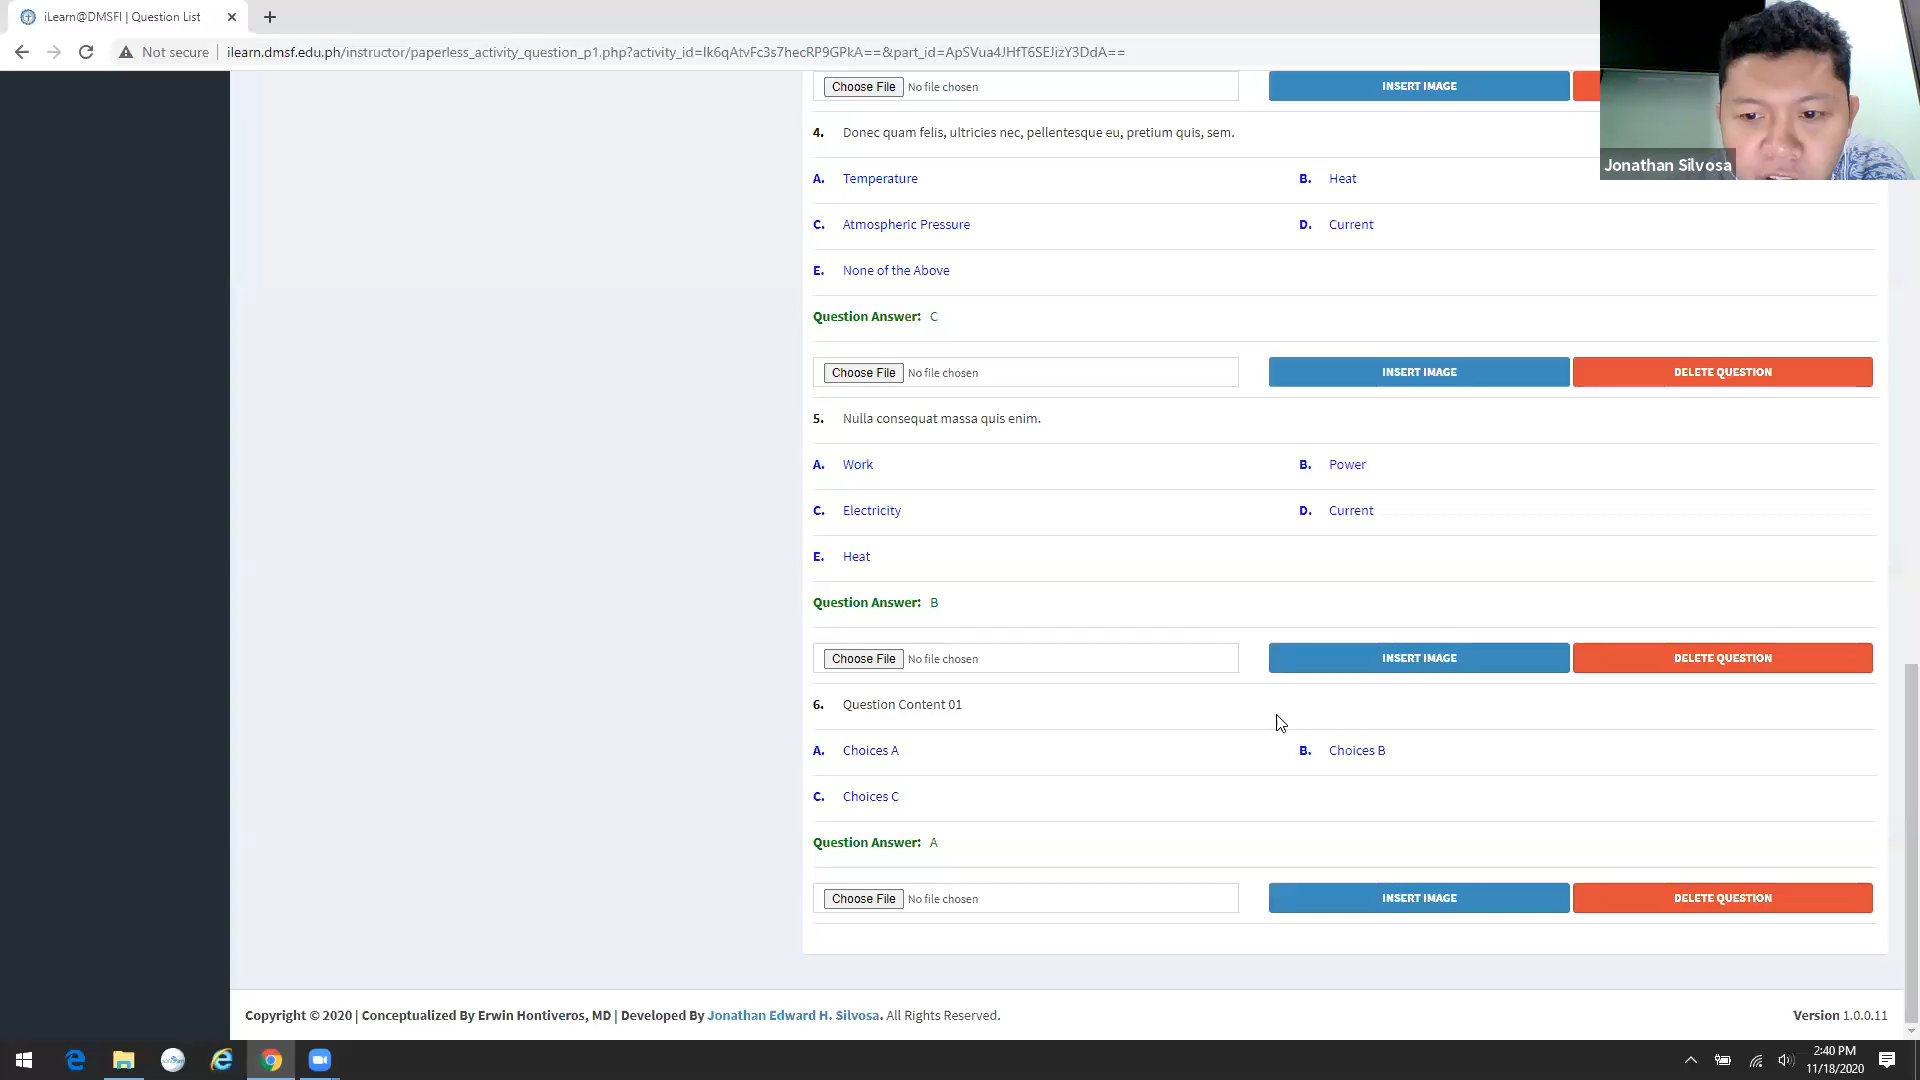 iLearn@DMSFI | Question List
Not secure
ilearn.dmsf.edu.ph/instructor/paperless_activity_question_p1.php?activity_id=Ik6qAtvFc3s7hecRP9GPkA==&part_id=ApSVua4JHfT6SEJizY3DdA==
Choose File No file chosen INSERT IMAGE
4. Donec quam felis, ultricies nec, pellentesque eu, pretium quis, sem.
Jonathan Silvosa
A. Temperature B. Heat
C. Atmospheric Pressure D. Current
E. None of the Above
Question Answer: C
Choose File No file chosen INSERT IMAGE DELETE QUESTION
5. Nulla consequat massa quis enim.
A. Work B. Power
C. Electricity D. Current
E. Heat
Question Answer: B
Choose File No file chosen INSERT IMAGE DELETE QUESTION
6. Question Content 01
A. Choices A B. Choices B
C. Choices C
Question Answer: A
Choose File No file chosen INSERT IMAGE DELETE QUESTION
Copyright © 2020 | Conceptualized By Erwin Hontiveros, MD | Developed By Jonathan Edward H. Silvosa. All Rights Reserved. Version 1.0.0.11
2:40 PM
11/18/2020